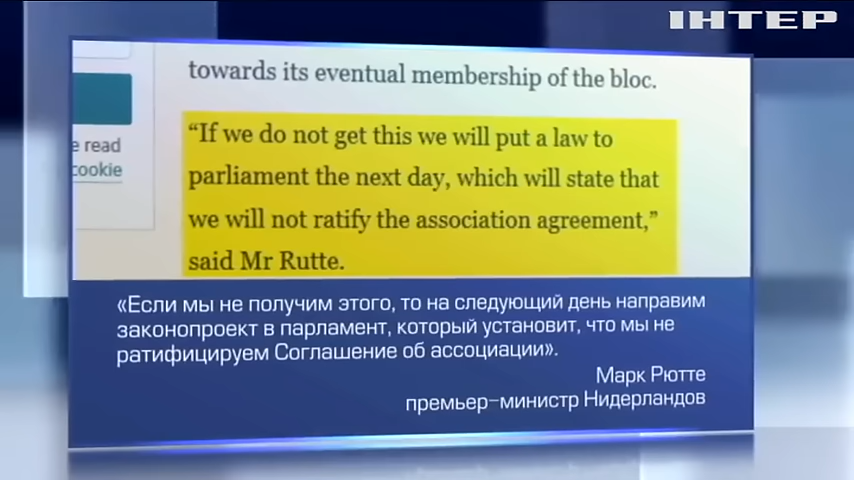 ІНТЕР
towards its eventual membership of the bloc.
“If we do not get this we will put a law to
parliament the next day, which will state that
we will not ratify the association agreement,”
said Mr Rutte.
e read
cookie
«Если мы не получим этого, то на следующий день направим
законопроект в парламент, который установит, что мы не
ратифицируем Соглашение об ассоциации».
Марк Рютте
премьер-министр Нидерландов